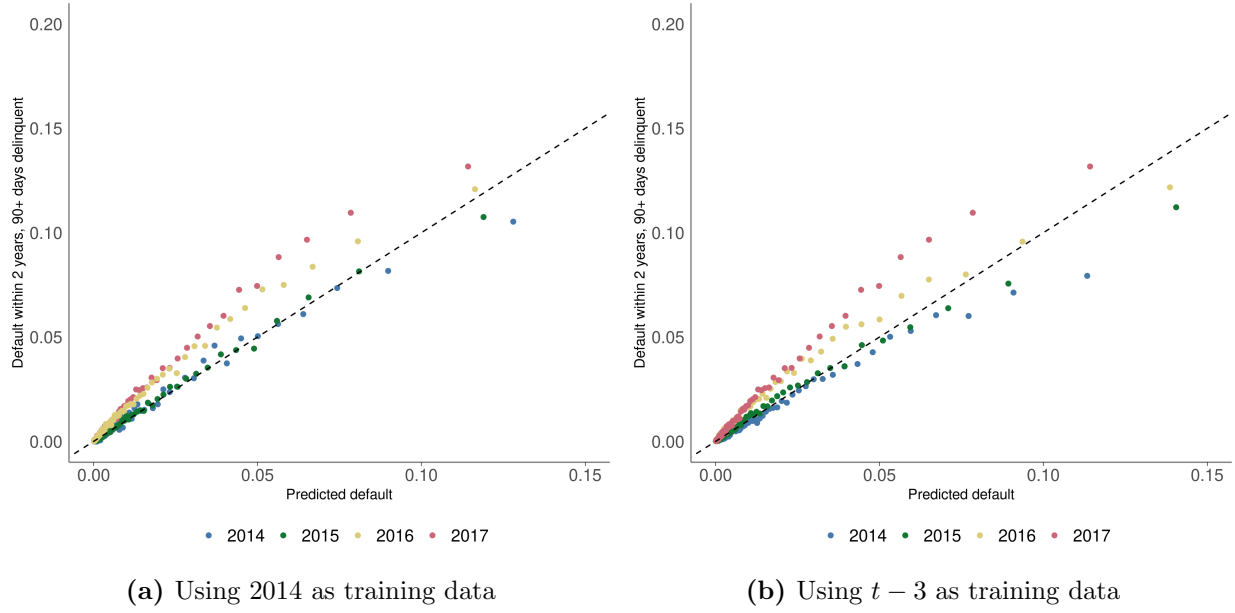 0.20
0.15
0.10
0.05
0.00
Default within 2 years, 90+ days delinquent
0.00 0.05 0.10 0.15
Predicted default
2014 2015 2016 2017
(a) Using 2014 as training data
0.20
0.15
0.10
0.05
0.00
Default within 2 years, 90+ days delinquent
0.00 0.05 0.10 0.15
Predicted default
2014 2015 2016 2017
(b) Using t − 3 as training data